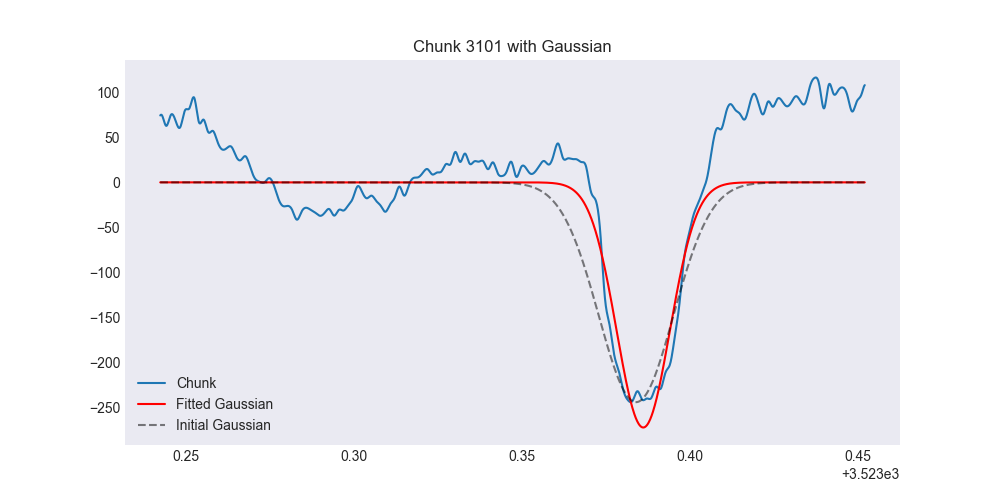 Chunk 3101 with Gaussian
100
50
0
−50
−100
−150
−200
−250
Chunk
Fitted Gaussian
Initial Gaussian
0.25 0.30 0.35 0.40 0.45
+3.523e3